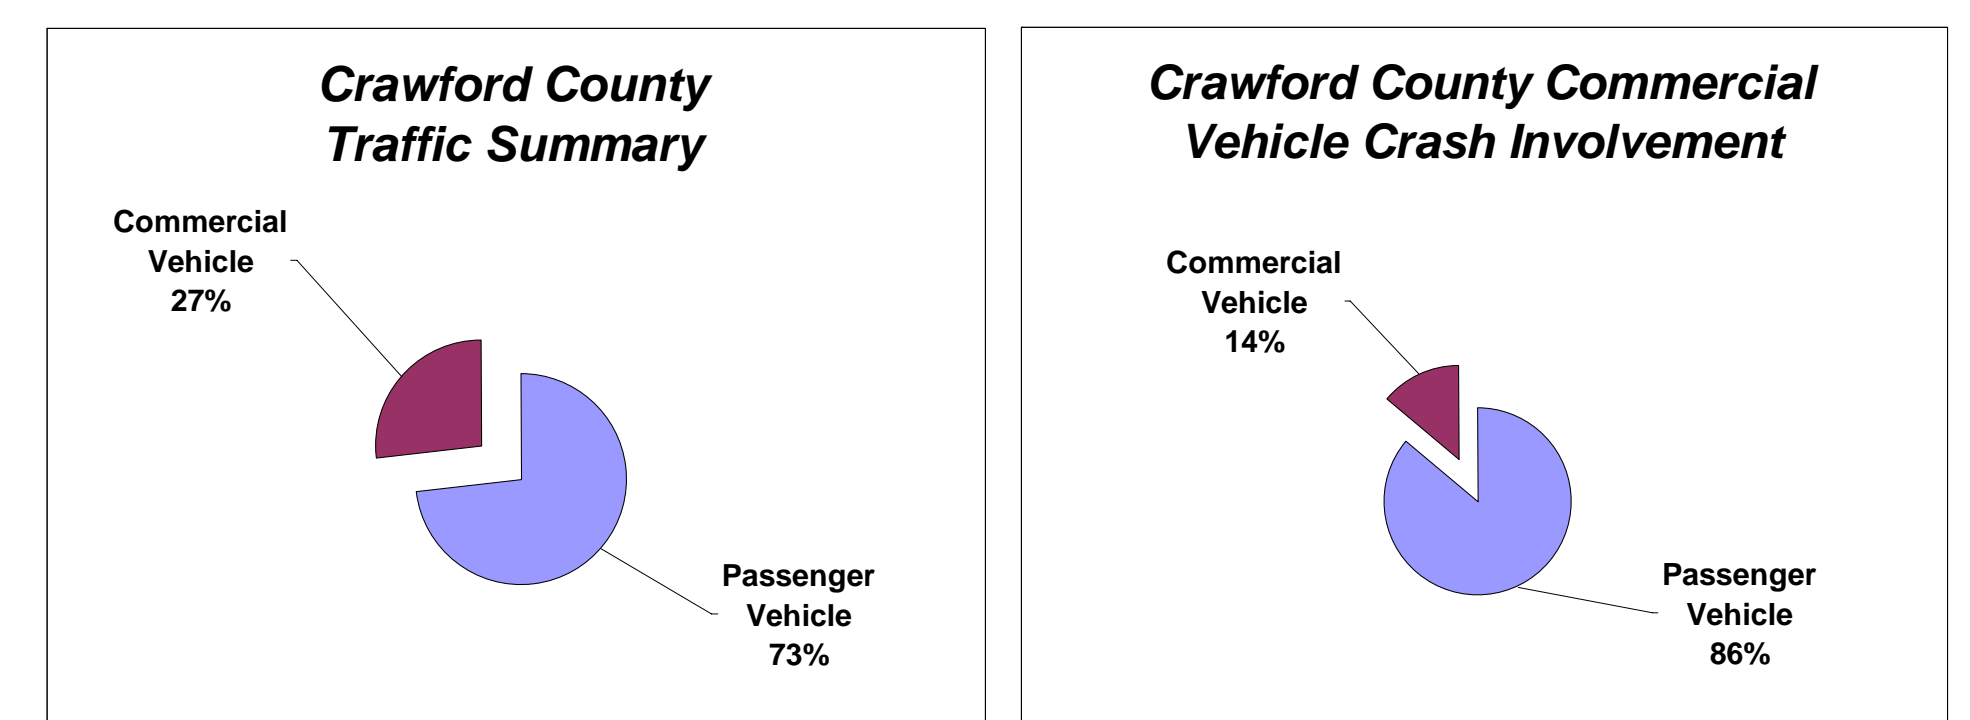 Crawford County
Traffic Summary
Commercial
Vehicle
27%
Passenger
Vehicle
73%
Crawford County Commercial
Vehicle Crash Involvement
Commercial
Vehicle
14%
Passenger
Vehicle
86%